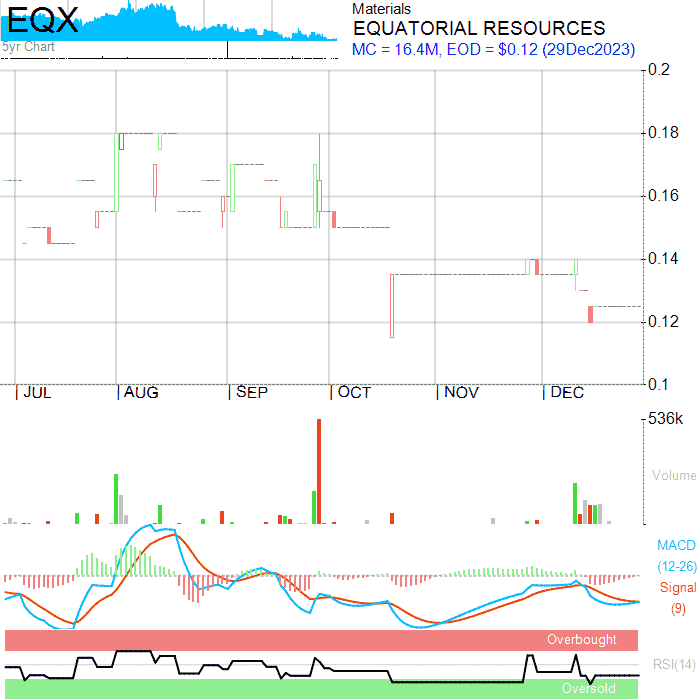 EQX
5yr Chart
Materials
EQUATORIAL RESOURCES
MC = 16.4M, EOD = $0.12 (29Dec2023)
0.2
0.18
0.16
0.14
0.12
0.1
JUL AUG SEP OCT NOV DEC
536k
Volume
MACD
(12-26)
Signal
(9)
Overbought
RSI(14)
Oversold